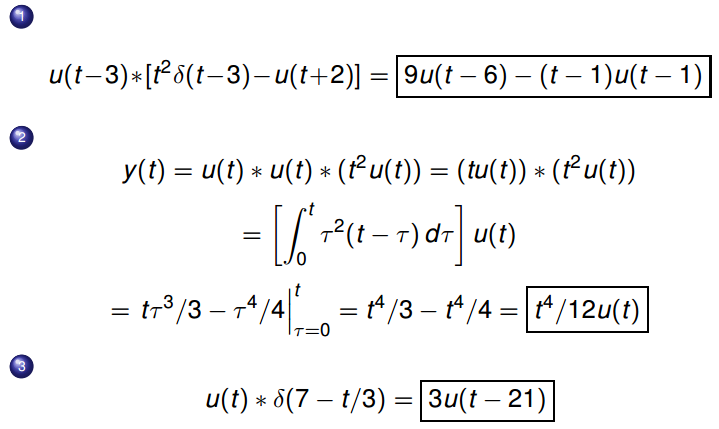 1
u(t−3)∗[t²δ(t−3)−u(t+2)] = 9u(t − 6) − (t − 1)u(t − 1)
2
y(t) = u(t) ∗ u(t) ∗ (t²u(t)) = (tu(t)) ∗ (t²u(t))
= [∫₀ᵗ τ²(t − τ) dτ] u(t)
= tτ³/3 − τ⁴/4|ᵗτ=0 = t⁴/3 − t⁴/4 = t⁴/12u(t)
3
u(t) ∗ δ(7 − t/3) = 3u(t − 21)